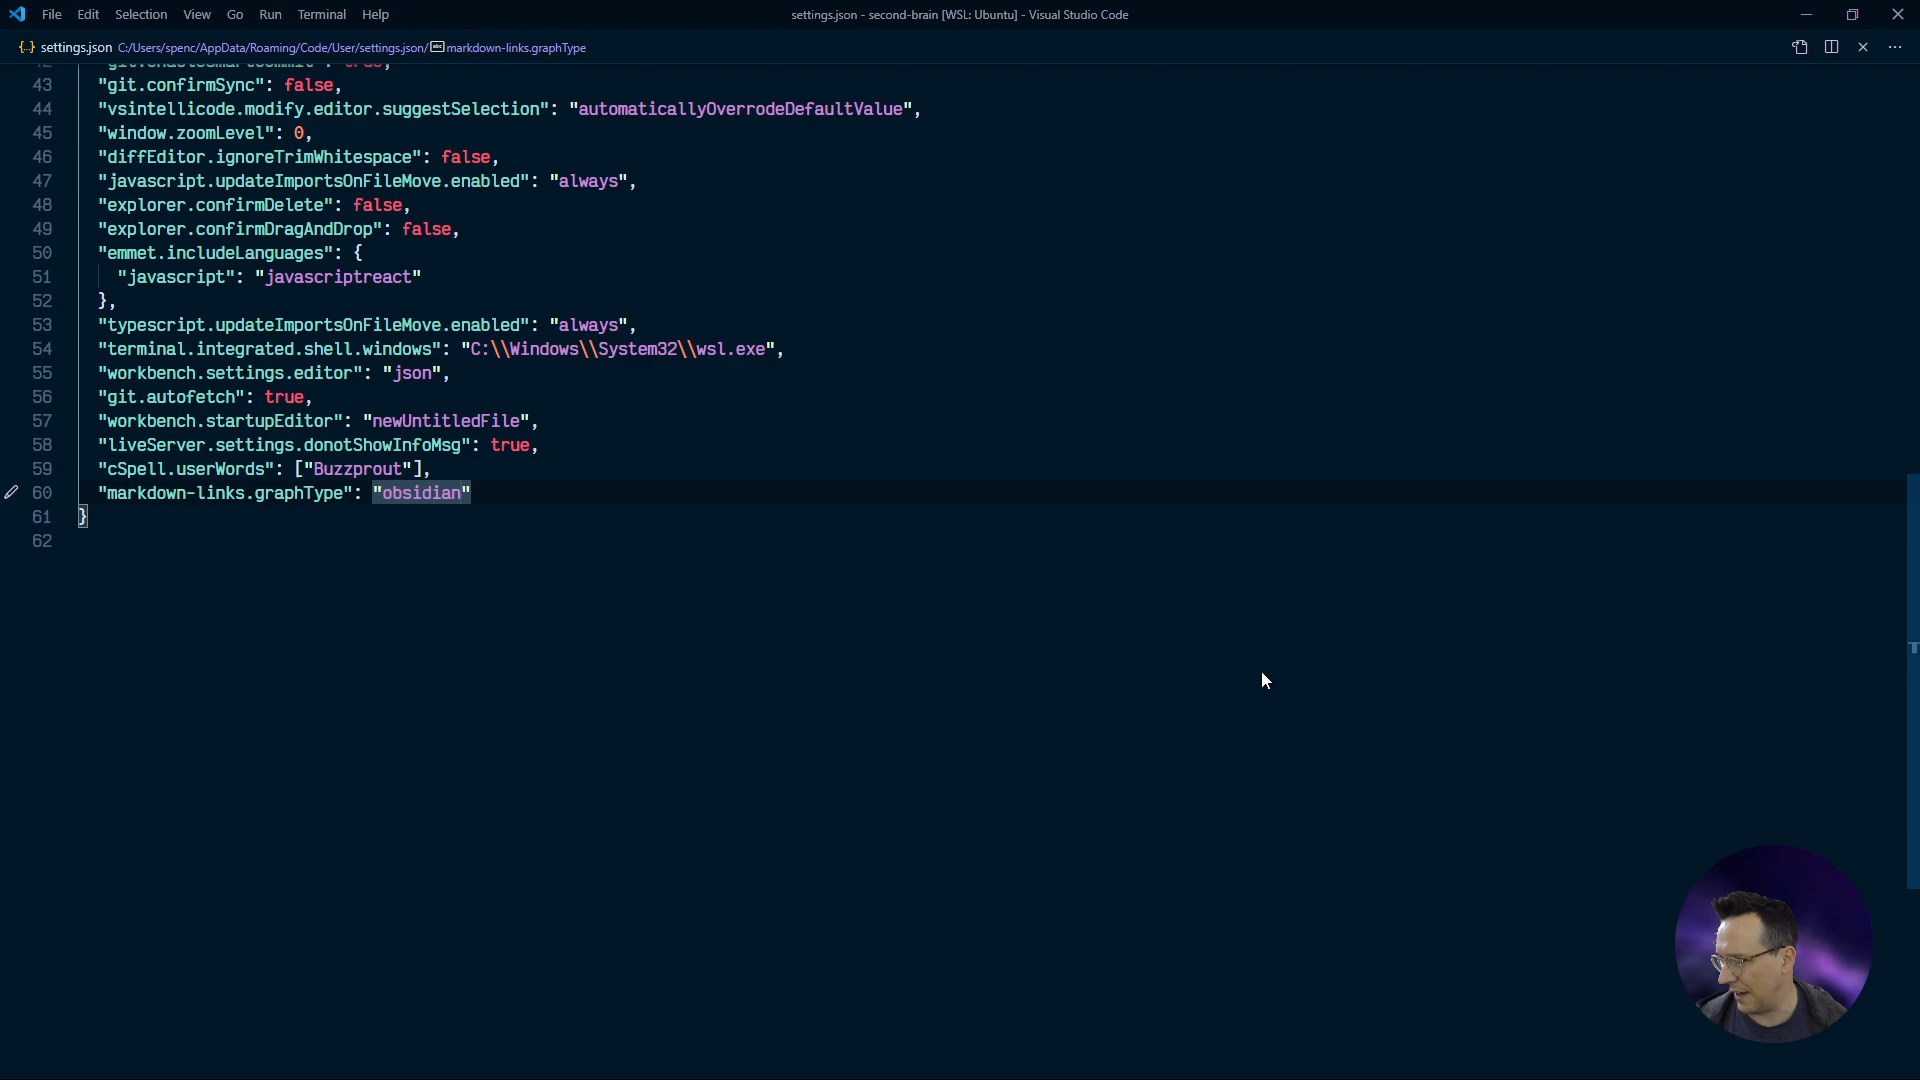 File Edit Selection View Go Run Terminal Help
settings.json - second-brain [WSL: Ubuntu] - Visual Studio Code
{..} settings.json C:/Users/spenc/AppData/Roaming/Code/User/settings.json/ abc markdown-links.graphType
43 "git.confirmSync": false,
44 "vsintellicode.modify.editor.suggestSelection": "automaticallyOverrodeDefaultValue",
45 "window.zoomLevel": 0,
46 "diffEditor.ignoreTrimWhitespace": false,
47 "javascript.updateImportsOnFileMove.enabled": "always",
48 "explorer.confirmDelete": false,
49 "explorer.confirmDragAndDrop": false,
50 "emmet.includeLanguages": {
51 "javascript": "javascriptreact"
52 },
53 "typescript.updateImportsOnFileMove.enabled": "always",
54 "terminal.integrated.shell.windows": "C:\\Windows\\System32\\wsl.exe",
55 "workbench.settings.editor": "json",
56 "git.autofetch": true,
57 "workbench.startupEditor": "newUntitledFile",
58 "liveServer.settings.donotShowInfoMsg": true,
59 "cSpell.userWords": ["Buzzprout"],
60 "markdown-links.graphType": "obsidian"
61 }
62